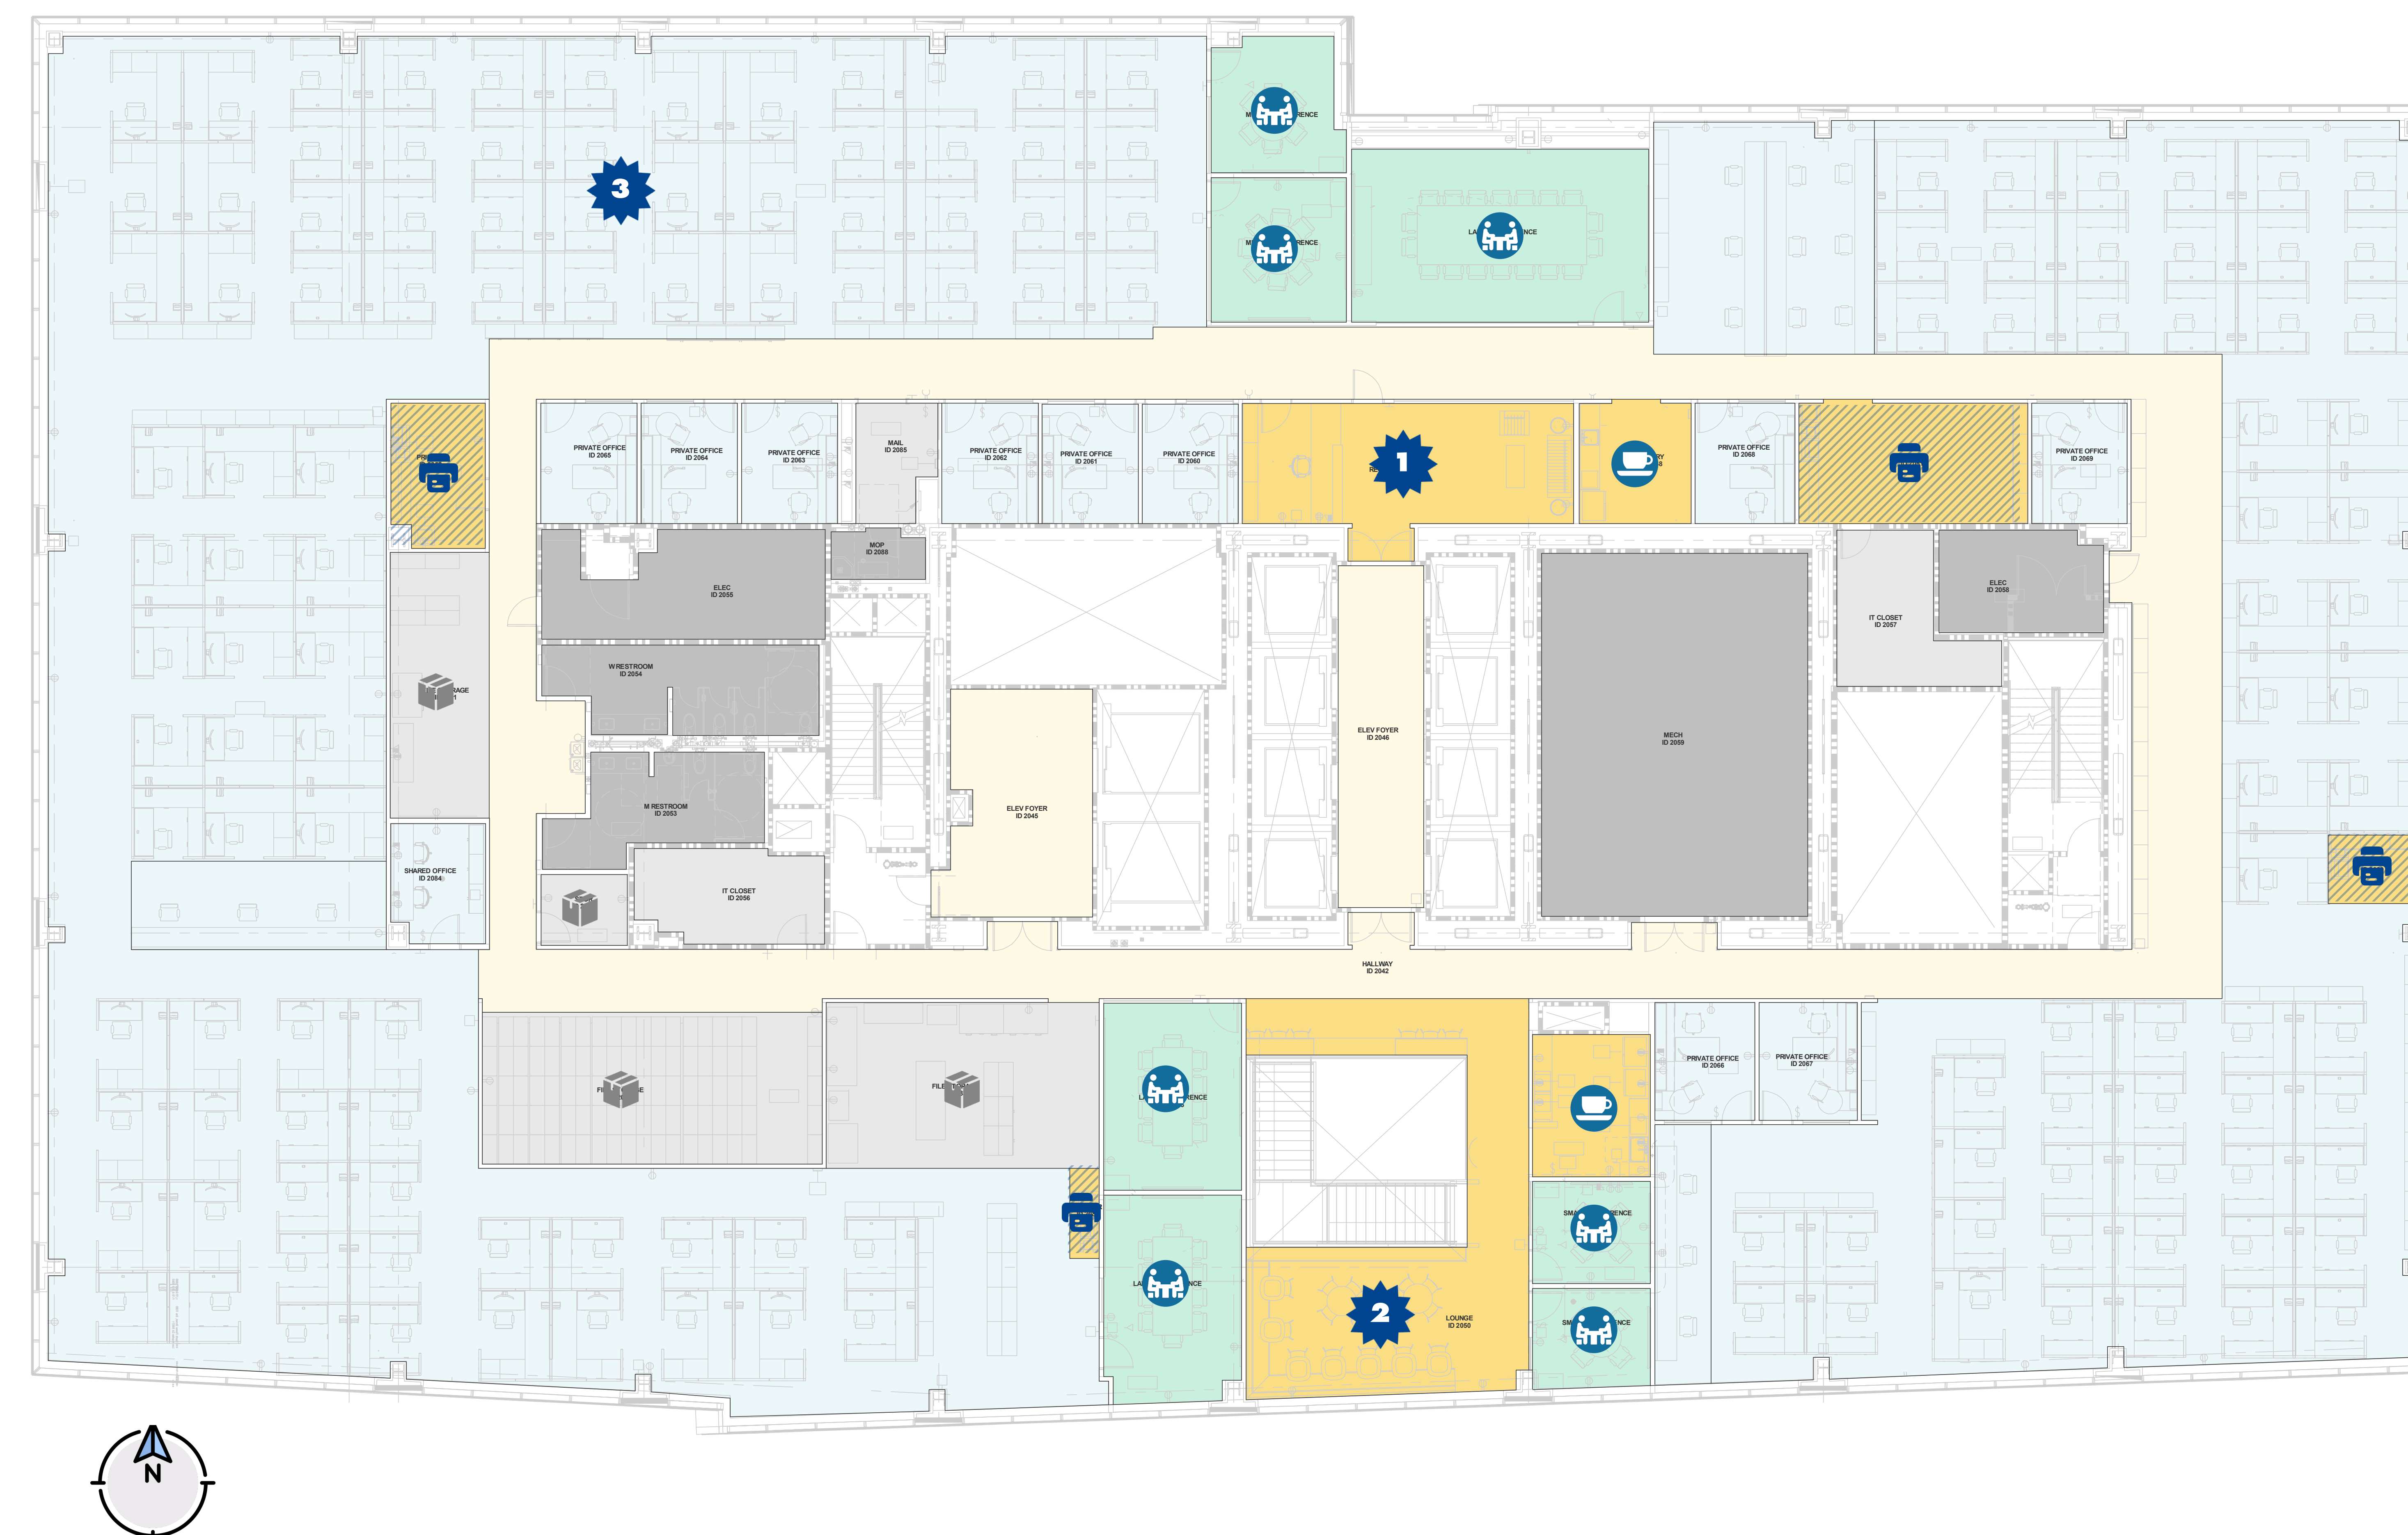 3
1
PRIVATE OFFICE
ID 2065
PRIVATE OFFICE
ID 2064
PRIVATE OFFICE
ID 2063
MAIL
ID 2085
PRIVATE OFFICE
ID 2062
PRIVATE OFFICE
ID 2061
PRIVATE OFFICE
ID 2060
PRIVATE OFFICE
ID 2068
PRIVATE OFFICE
ID 2069
MOP
ID 2088
ELEC
ID 2055
ELEC
ID 2058
IT CLOSET
ID 2057
W RESTROOM
ID 2054
ELEV FOYER
ID 2046
MECH
ID 2059
M RESTROOM
ID 2053
ELEV FOYER
ID 2045
SHARED OFFICE
ID 2084
IT CLOSET
ID 2056
HALLWAY
ID 2042
PRIVATE OFFICE
ID 2066
PRIVATE OFFICE
ID 2067
2
LOUNGE
ID 2050
N